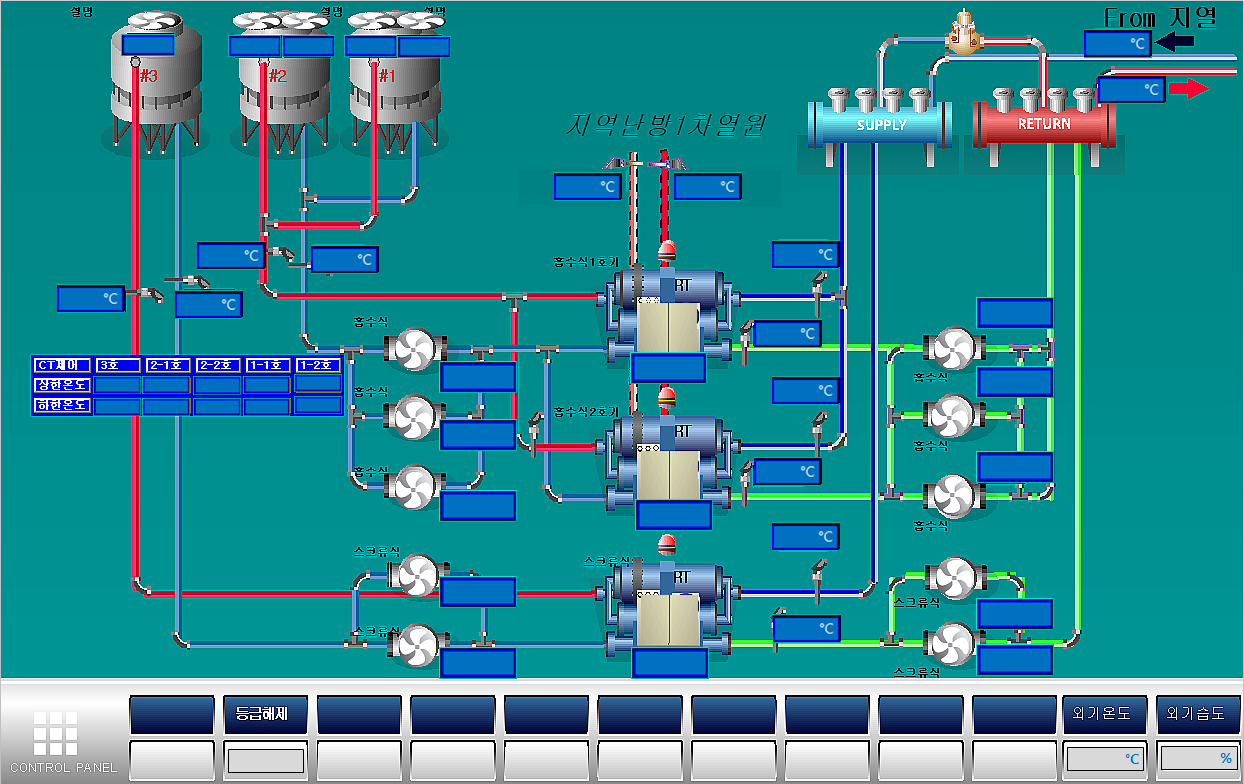 설명
설명
설명
From 지열
℃
℃
#3
#2
#1
지역난방1차열원
SUPPLY
RETURN
℃
℃
℃
℃
℃
흡수식1호기
RT
℃
℃
℃
흡수식
흡수식
CT제어 3호 2-1호 2-2호 1-1호 1-2호
상한온도
하한온도
흡수식
℃
흡수식2호기
RT
흡수식
흡수식
℃
흡수식
스크류식
스크류식
RT
℃
스크류식
스크류식
℃
스크류식
등급해제
외기온도
외기습도
℃
%
CONTROL PANEL